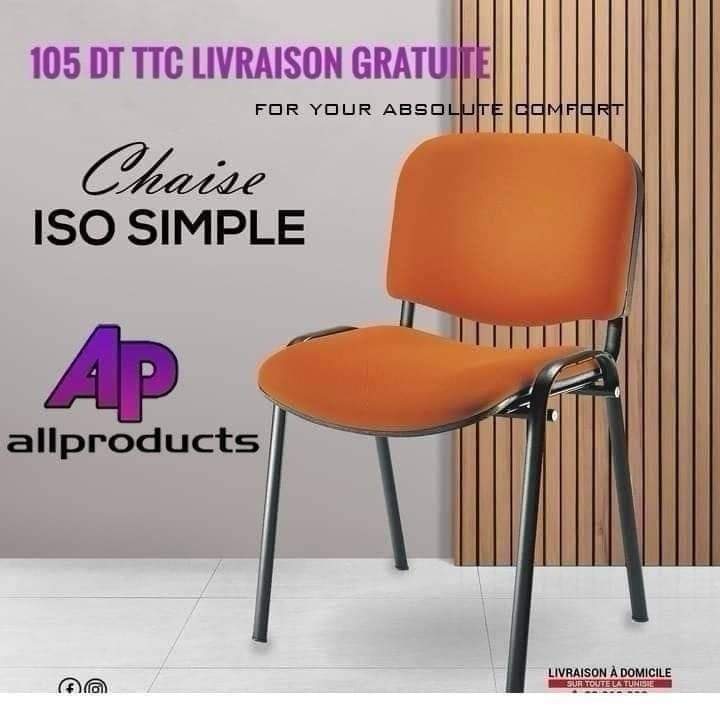 105 DT TTC LIVRAISON GRATUITE
FOR YOUR ABSOLUTE COMFORT
Chaise
ISO SIMPLE
AP
allproducts
LIVRAISON À DOMICILE
SUR TOUTE LA TUNISIE